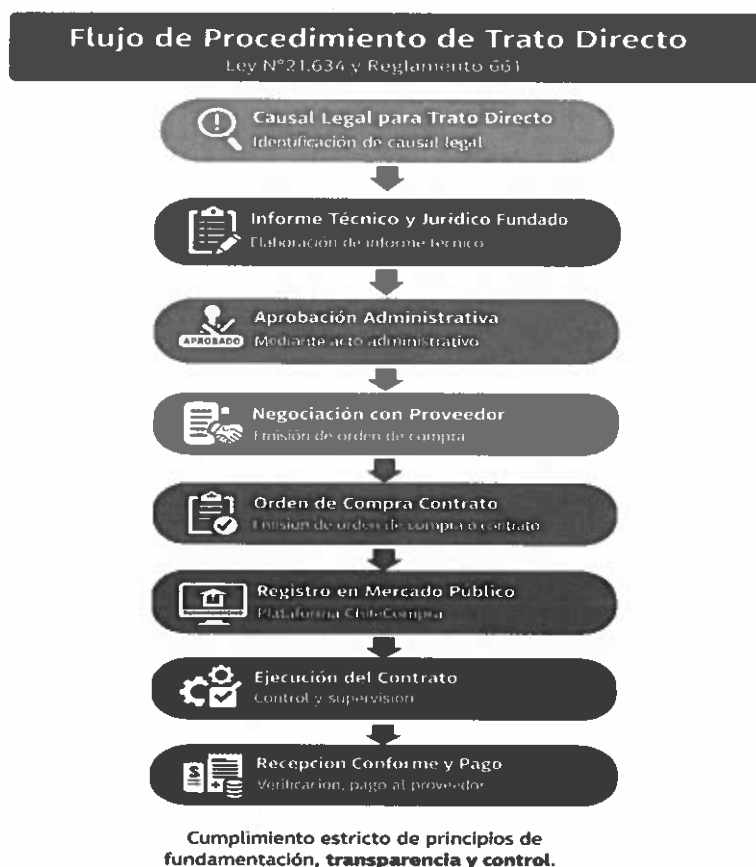 Flujo de Procedimiento de Trato Directo
Ley N°21.634 y Reglamento 661
Causal Legal para Trato Directo
Identificación de causal legal
Informe Técnico y Jurídico Fundado
Elaboración de informe técnico
APROBADO
Aprobación Administrativa
Mediante acto administrativo
Negociación con Proveedor
Emisión de orden de compra
Orden de Compra Contrato
Emisión de orden de compra o contrato
Registro en Mercado Público
Plataforma ChileCompra
Ejecución del Contrato
Control y supervision
Recepcion Conforme y Pago
Verificacion, pago al proveedor
Cumplimiento estricto de principios de
fundamentación, transparencia y control.